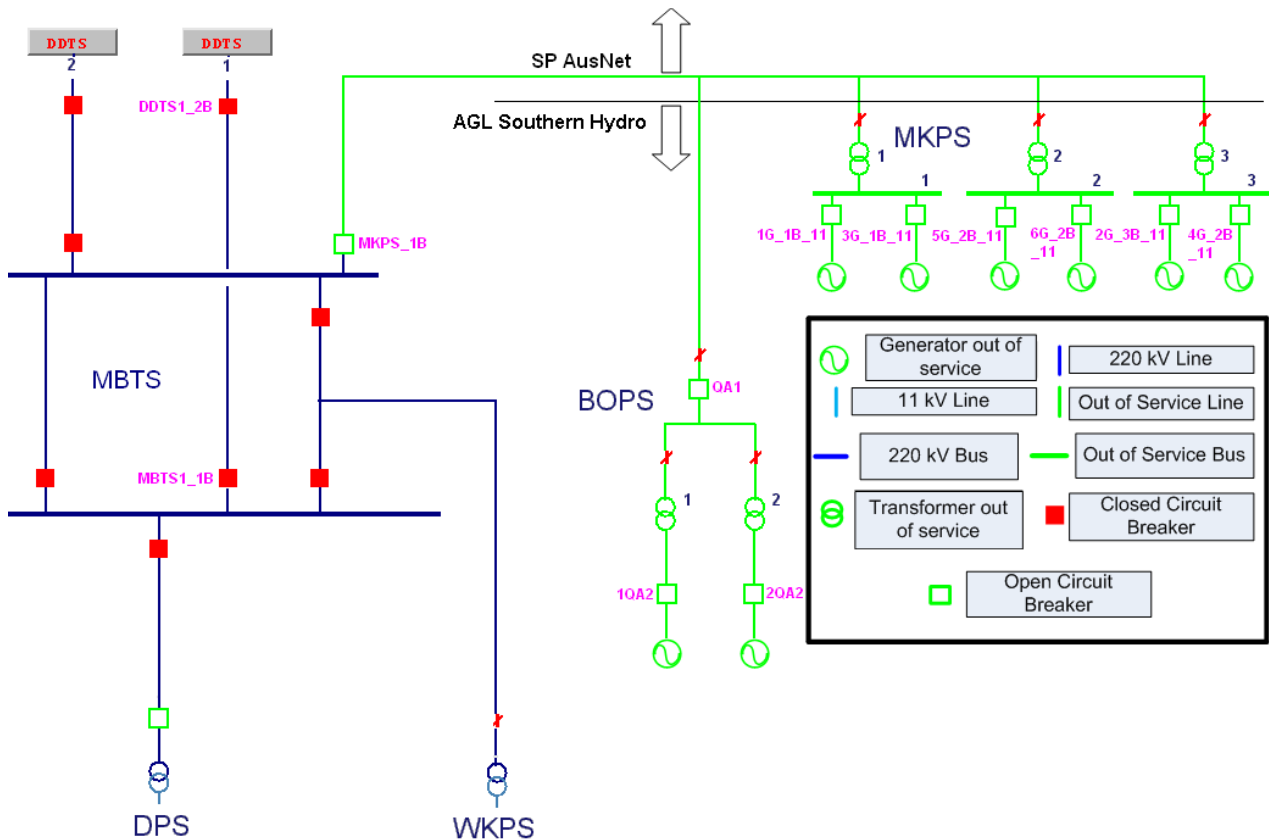 DDTS
DDTS
2
1
SP AusNet
DDTS1_2B
AGL Southern Hydro
MKPS
1
2
3
1
2
3
MKPS_1B
1G_1B_11
3G_1B_11
5G_2B_11
6G_2B
_11
2G_3B_11
4G_2B
_11
MBTS
BOPS
QA1
MBTS1_1B
1
2
1QA2
2QA2
DPS
WKPS
Generator out of
service
220 kV Line
11 kV Line
Out of Service Line
220 kV Bus
Out of Service Bus
Transformer out
of service
Closed Circuit
Breaker
Open Circuit
Breaker